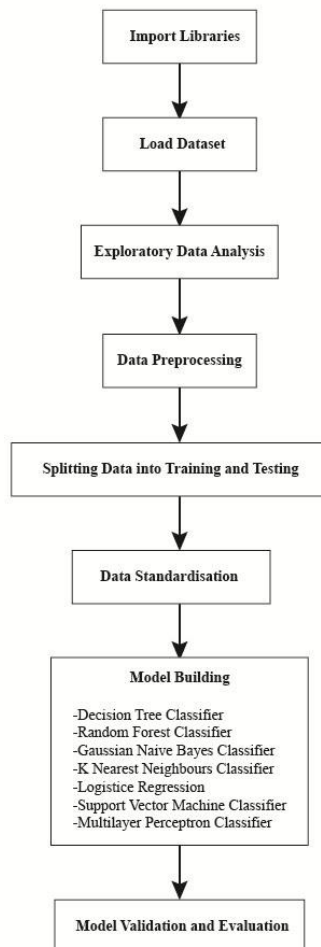 Import Libraries
Load Dataset
Exploratory Data Analysis
Data Preprocessing
Splitting Data into Training and Testing
Data Standardisation
Model Building
-Decision Tree Classifier
-Random Forest Classifier
-Gaussian Naive Bayes Classifier
-K Nearest Neighbours Classifier
-Logistice Regression
-Support Vector Machine Classifier
-Multilayer Perceptron Classifier
Model Validation and Evaluation